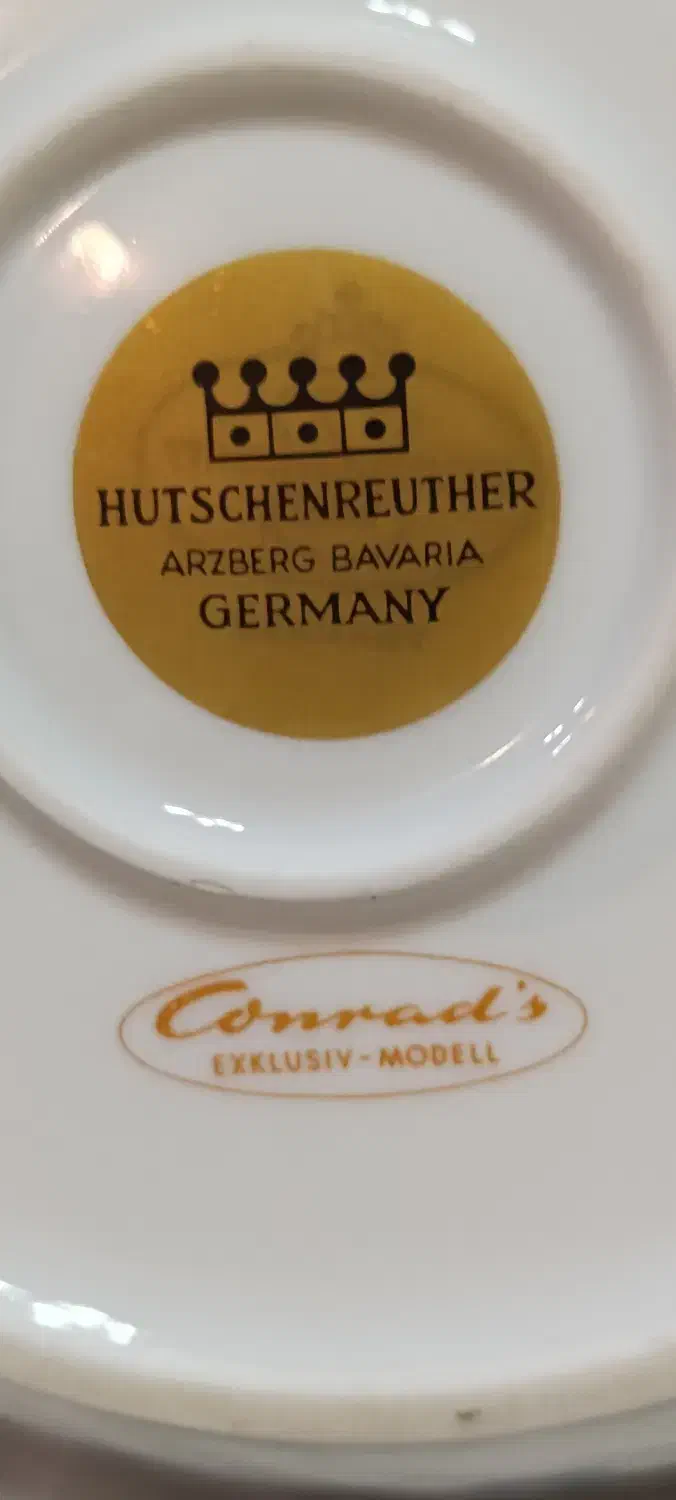 HUTSCHENREUTHER
ARZBERG BAVARIA
GERMANY
Conrad's
EXKLUSIV-MODELL